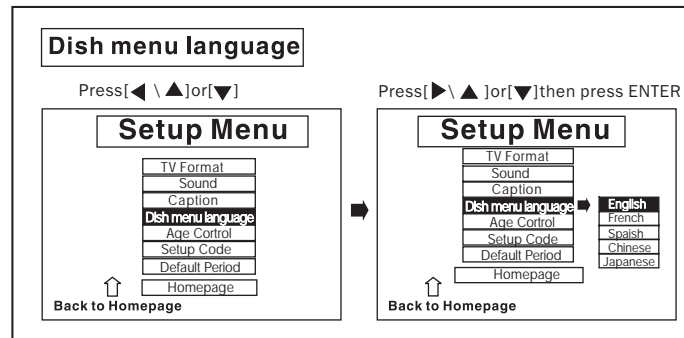 Dish menu language
Press[◀ \ ▲]or[▼]
Setup Menu
TV Format
Sound
Caption
Dish menu language
Age Cortrol
Setup Code
Default Period
Homepage
Back to Homepage
Press[▶\ ▲ ]or[▼]then press ENTER
Setup Menu
TV Format
Sound
Caption
Dish menu language
Age Cortrol
Setup Code
Default Period
Homepage
Back to Homepage
English
French
Spaish
Chinese
Japanese